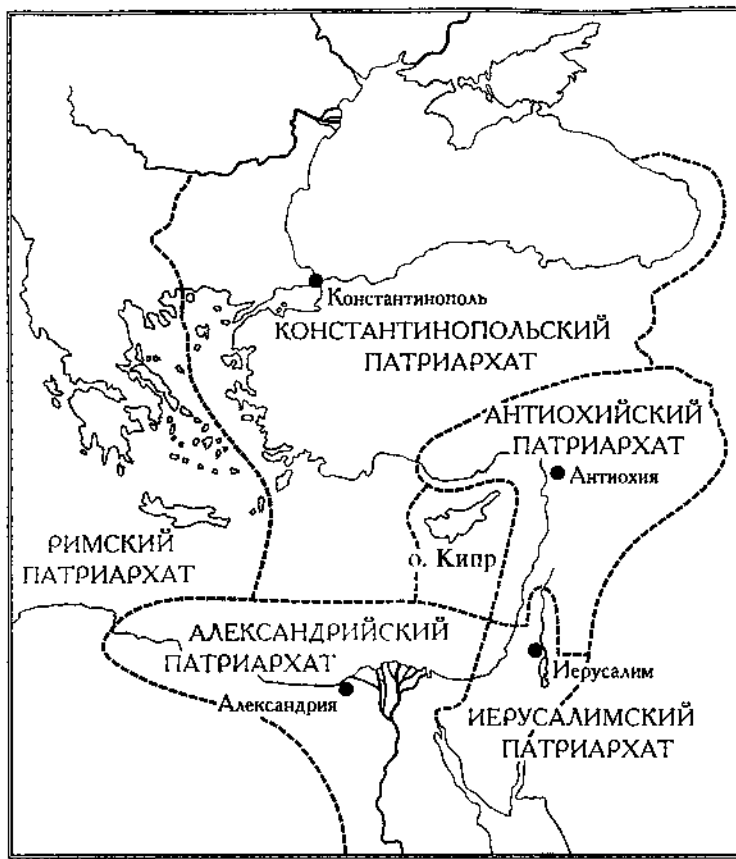 Константинополь
КОНСТАНТИНОПОЛЬСКИЙ
ПАТРИАРХАТ
АНТИОХИЙСКИЙ
ПАТРИАРХАТ
Антиохия
РИМСКИЙ
ПАТРИАРХАТ
о. Кипр
АЛЕКСАНДРИЙСКИЙ
ПАТРИАРХАТ
Александрия
Иерусалим
ИЕРУСАЛИМСКИЙ
ПАТРИАРХАТ